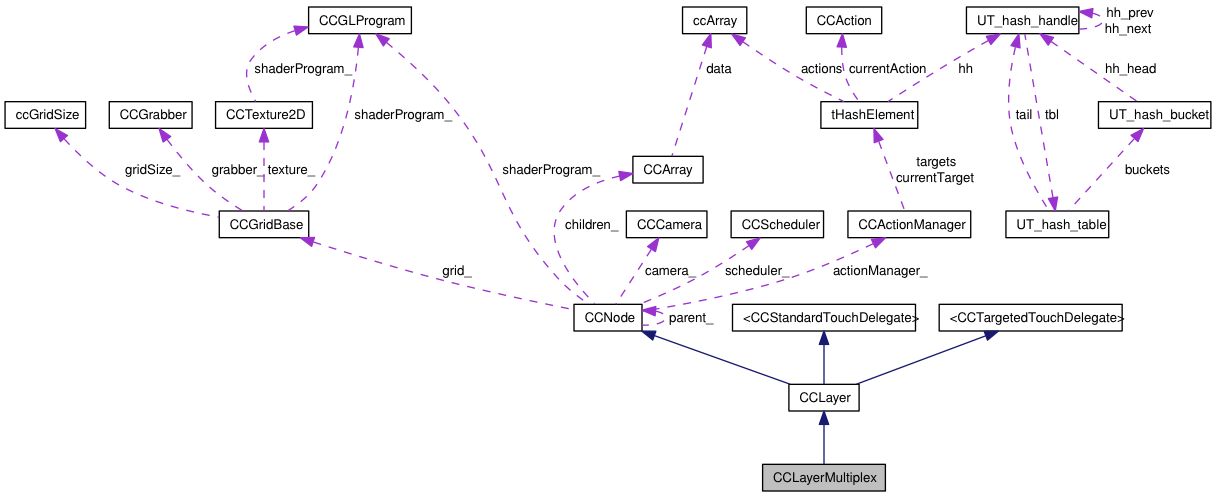 CCGLProgram
ccArray
CCAction
UT_hash_handle
hh_prev
hh_next
shaderProgram_
data
actions
currentAction
hh
hh_head
ccGridSize
CCGrabber
CCTexture2D
shaderProgram_
tHashElement
tail
tbl
UT_hash_bucket
gridSize_
grabber_
texture_
shaderProgram_
CCArray
targets
currentTarget
buckets
CCGridBase
children_
CCCamera
CCScheduler
CCActionManager
UT_hash_table
grid_
camera_
scheduler_
actionManager_
CCNode
parent_
<CCStandardTouchDelegate>
<CCTargetedTouchDelegate>
CCLayer
CCLayerMultiplex